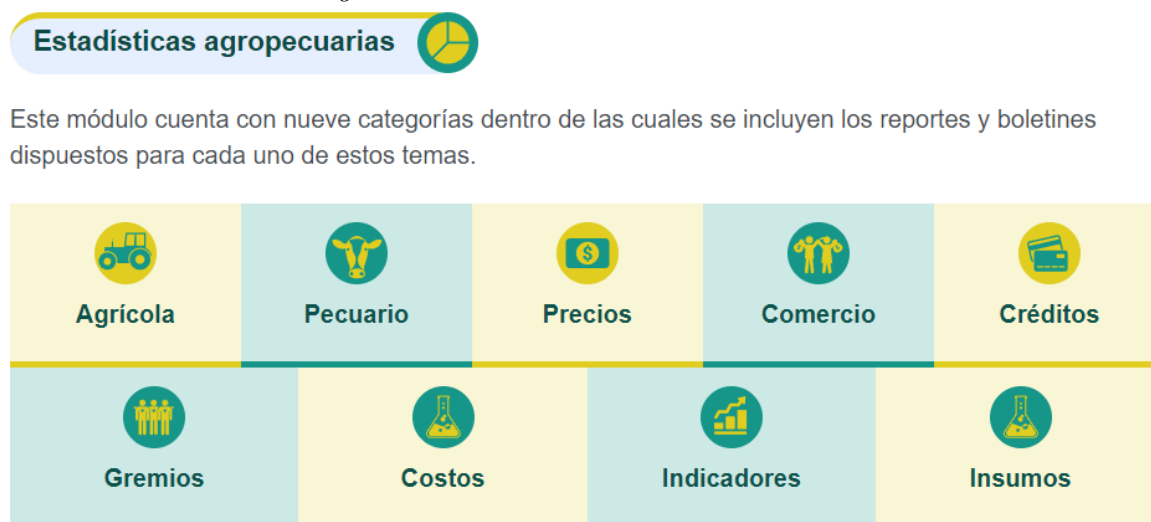 Estadísticas agropecuarias
Este módulo cuenta con nueve categorías dentro de las cuales se incluyen los reportes y boletines
dispuestos para cada uno de estos temas.
Agrícola Pecuario Precios Comercio Créditos
Gremios Costos Indicadores Insumos